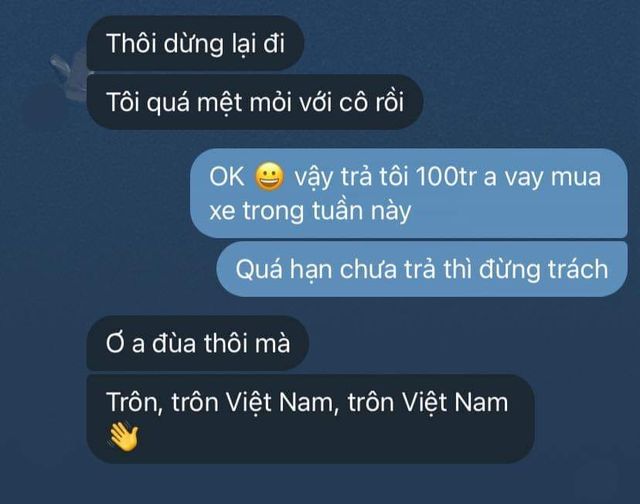 Thôi dừng lại đi
Tôi quá mệt mỏi với cô rồi
OK 😀 vậy trả tôi 100tr a vay mua
xe trong tuần này
Quá hạn chưa trả thì đừng trách
Ơ a đùa thôi mà
Trôn, trôn Việt Nam, trôn Việt Nam
👋